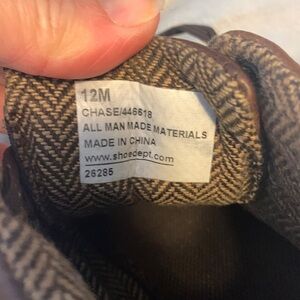 12M
CHASE/446618
ALL MAN MADE MATERIALS
MADE IN CHINA
www.shoedept.com
26285